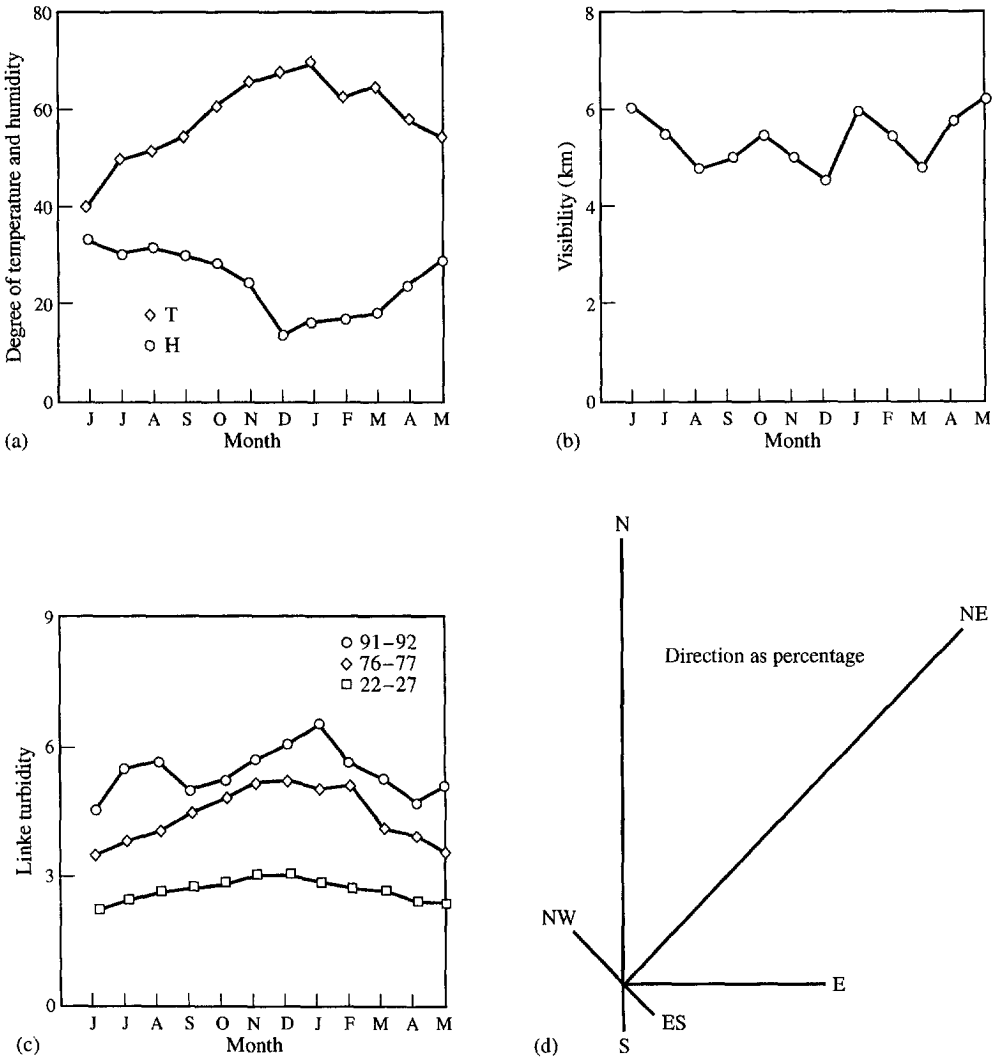 80
60
40
20
0
Degree of temperature and humidity
T
H
J J A S O N D J F M A M
Month
(a)
8
6
4
2
0
Visibility (km)
J J A S O N D J F M A M
Month
(b)
9
6
3
0
Linke turbidity
91–92
76–77
22–27
J J A S O N D J F M A M
Month
(c)
N
NE
Direction as percentage
NW
E
ES
S
(d)